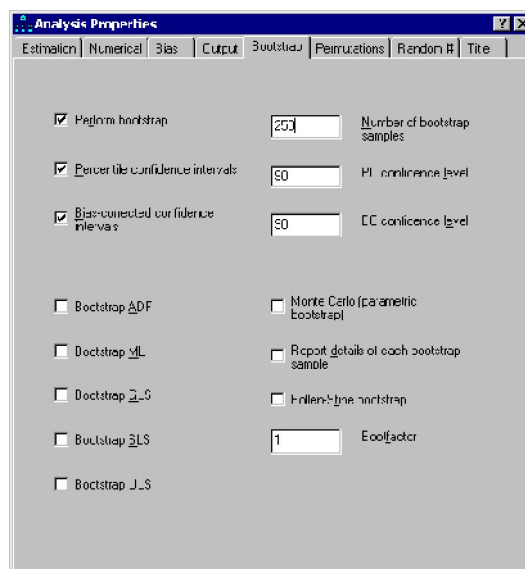 Analysis Properties
Estimation Numerical Bias Output Bootstrap Permutations Random # Title
Perform bootstrap
250
Number of bootstrap
samples
Percentile confidence intervals
90
PC confidence level
Bias-corrected confidence
intervals
90
BC confidence level
Bootstrap ADF
Monte Carlo (parametric
bootstrap)
Bootstrap ML
Report details of each bootstrap
sample
Bootstrap GLS
Bollen-Stine bootstrap
Bootstrap SLS
1
Bootfactor
Bootstrap ULS